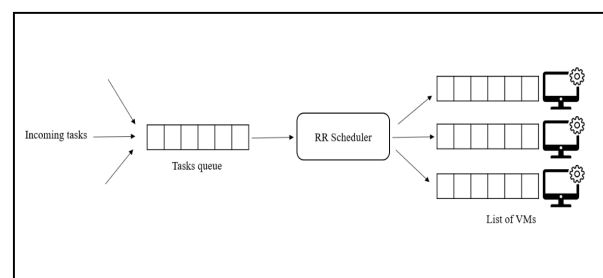 Incoming tasks
Tasks queue
RR Scheduler
List of VMs